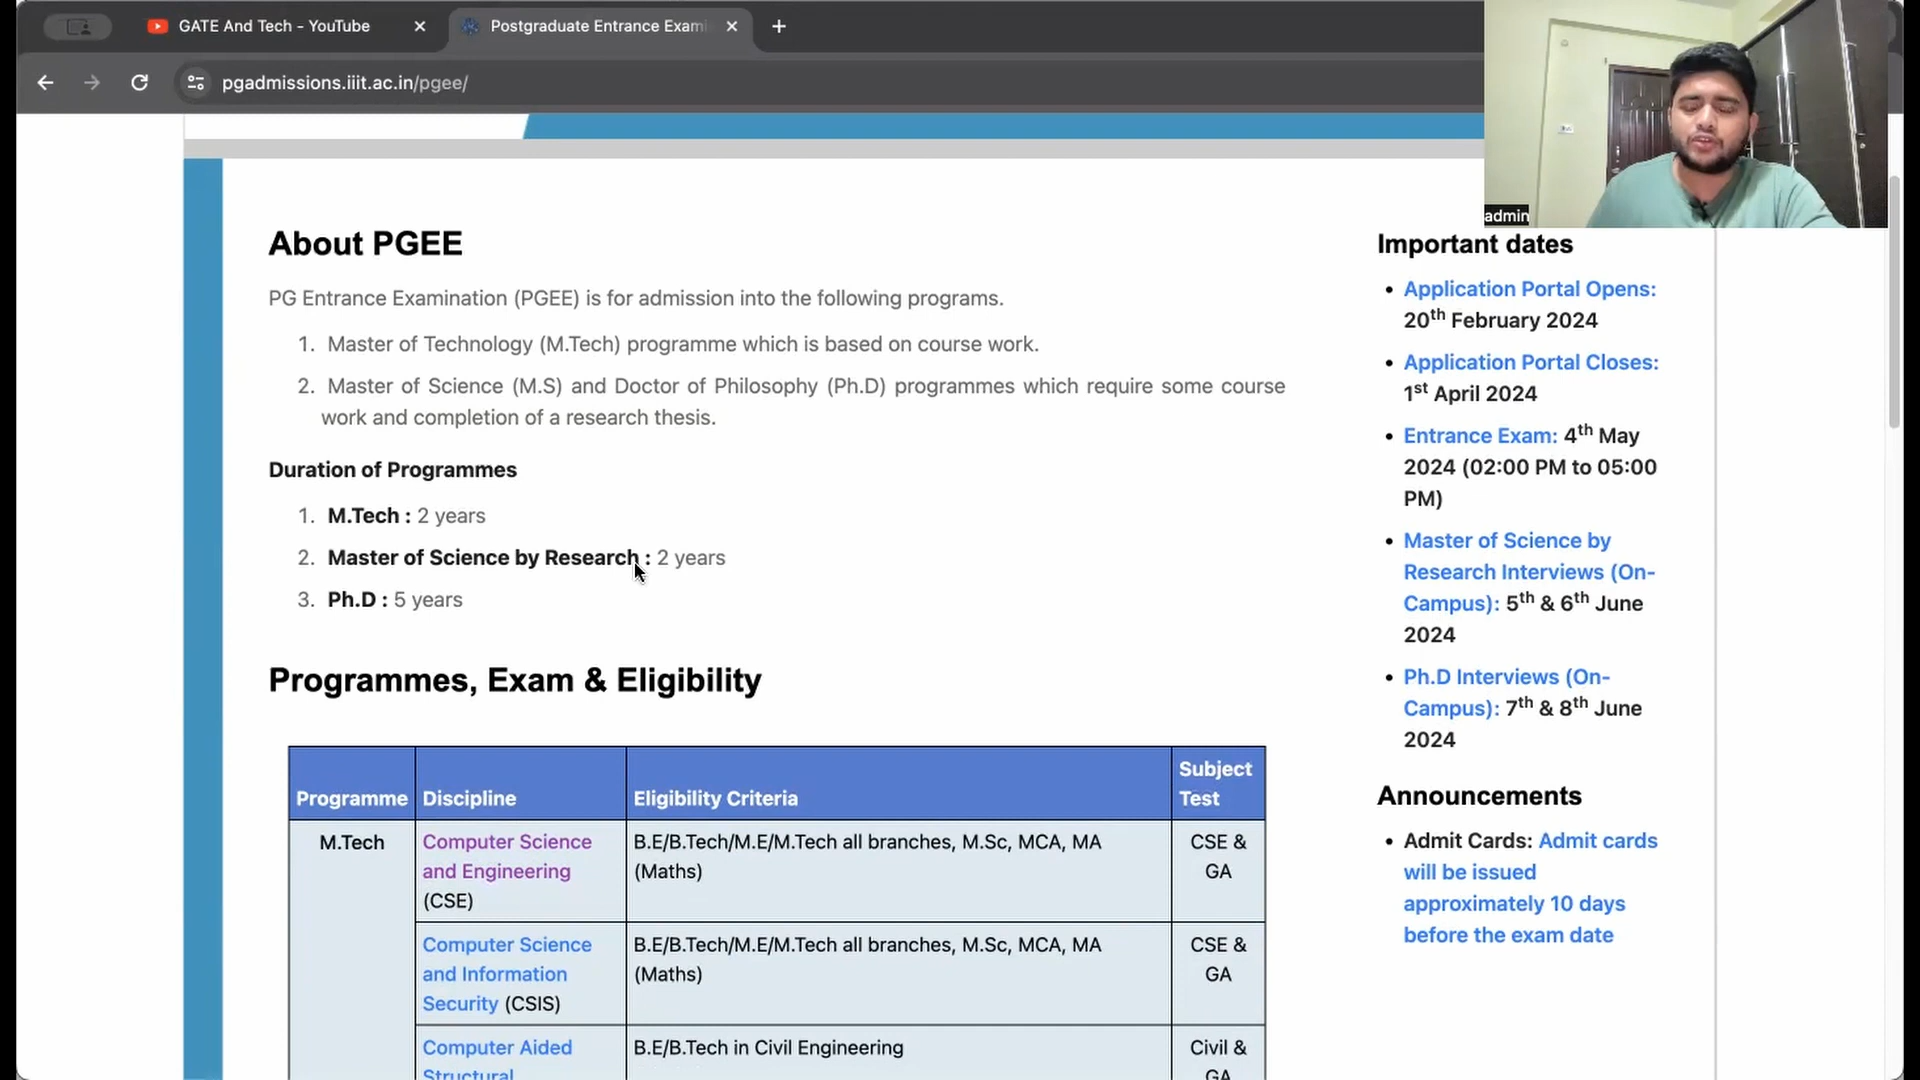 GATE And Tech - YouTube
Postgraduate Entrance Exam
pgadmissions.iiit.ac.in/pgee/
admin
About PGEE
PG Entrance Examination (PGEE) is for admission into the following programs.
1. Master of Technology (M.Tech) programme which is based on course work.
2. Master of Science (M.S) and Doctor of Philosophy (Ph.D) programmes which require some course
work and completion of a research thesis.
Duration of Programmes
1. M.Tech : 2 years
2. Master of Science by Research : 2 years
3. Ph.D : 5 years
Programmes, Exam & Eligibility
Programme Discipline Eligibility Criteria Subject
Test
M.Tech
Computer Science
and Engineering
(CSE)
B.E/B.Tech/M.E/M.Tech all branches, M.Sc, MCA, MA
(Maths)
CSE &
GA
Computer Science
and Information
Security (CSIS)
B.E/B.Tech/M.E/M.Tech all branches, M.Sc, MCA, MA
(Maths)
CSE &
GA
Computer Aided
Structural
B.E/B.Tech in Civil Engineering
Civil &
GA
Important dates
• Application Portal Opens:
20th February 2024
• Application Portal Closes:
1st April 2024
• Entrance Exam: 4th May
2024 (02:00 PM to 05:00
PM)
• Master of Science by
Research Interviews (On-
Campus): 5th & 6th June
2024
• Ph.D Interviews (On-
Campus): 7th & 8th June
2024
Announcements
• Admit Cards: Admit cards
will be issued
approximately 10 days
before the exam date